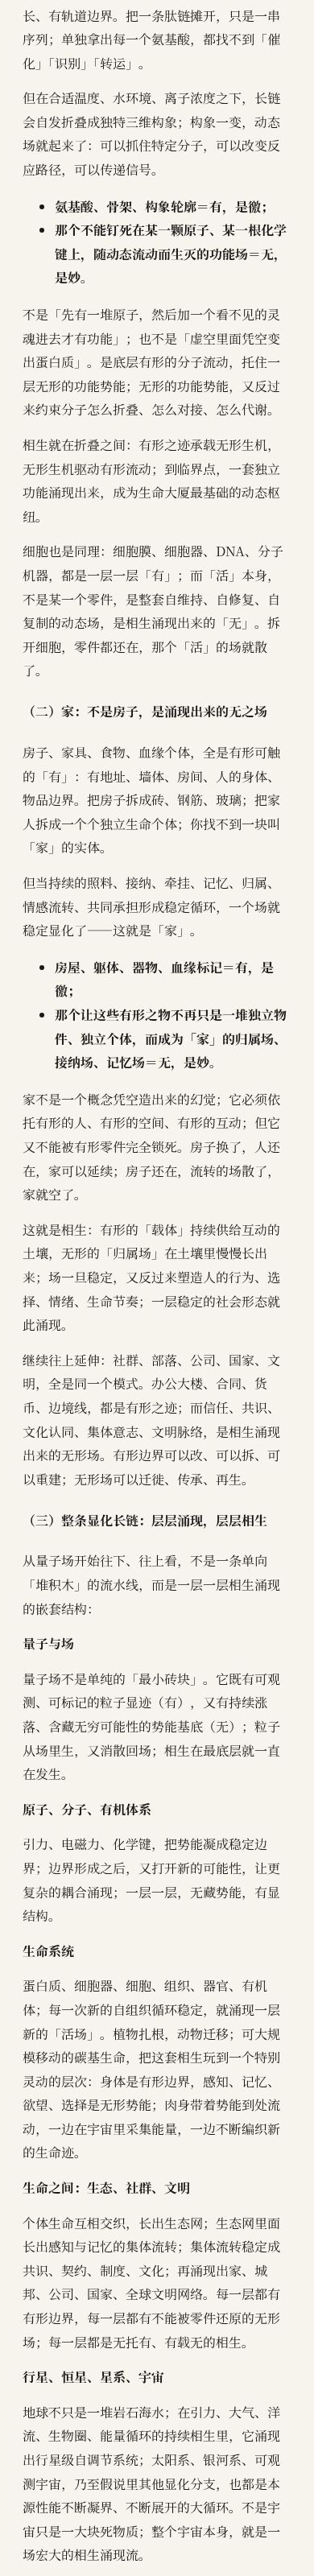 长、有轨道边界。把一条肽链摊开，只是一串
序列；单独拿出每一个氨基酸，都找不到「催
化」「识别」「转运」。
但在合适温度、水环境、离子浓度之下，长链
会自发折叠成独特三维构象；构象一变，动态
场就起来了：可以抓住特定分子，可以改变反
应路径，可以传递信号。
• 氨基酸、骨架、构象轮廓＝有，是徼；
• 那个不能钉死在某一颗原子、某一根化学
键上，随动态流动而生灭的功能场＝无，
是妙。
不是「先有一堆原子，然后加一个看不见的灵
魂进去才有功能」；也不是「虚空里面凭空变
出蛋白质」。是底层有形的分子流动，托住一
层无形的功能势能；无形的功能势能，又反过
来约束分子怎么折叠、怎么对接、怎么代谢。
相生就在折叠之间：有形之迹承载无形生机，
无形生机驱动有形流动；到临界点，一套独立
功能涌现出来，成为生命大厦最基础的动态枢
纽。
细胞也是同理：细胞膜、细胞器、DNA、分子
机器，都是一层一层「有」；而「活」本身，
不是某一个零件，是整套自维持、自修复、自
复制的动态场，是相生涌现出来的「无」。拆
开细胞，零件都还在，那个「活」的场就散
了。
（二）家：不是房子，是涌现出来的无之场
房子、家具、食物、血缘个体，全是有形可触
的「有」：有地址、墙体、房间、人的身体、
物品边界。把房子拆成砖、钢筋、玻璃；把家
人拆成一个个独立生命个体；你找不到一块叫
「家」的实体。
但当持续的照料、接纳、牵挂、记忆、归属、
情感流转、共同承担形成稳定循环，一个场就
稳定显化了——这就是「家」。
• 房屋、躯体、器物、血缘标记＝有，是
徼；
• 那个让这些有形之物不再只是一堆独立物
件、独立个体，而成为「家」的归属场、
接纳场、记忆场＝无，是妙。
家不是一个概念凭空造出来的幻觉；它必须依
托有形的人、有形的空间、有形的互动；但它
又不能被有形零件完全锁死。房子换了，人还
在，家可以延续；房子还在，流转的场散了，
家就空了。
这就是相生：有形的「载体」持续供给互动的
土壤，无形的「归属场」在土壤里慢慢长出
来；场一旦稳定，又反过来塑造人的行为、选
择、情绪、生命节奏；一层稳定的社会形态就
此涌现。
继续往上延伸：社群、部落、公司、国家、文
明，全是同一个模式。办公大楼、合同、货
币、边境线，都是有形之迹；而信任、共识、
文化认同、集体意志、文明脉络，是相生涌现
出来的无形场。有形边界可以改、可以拆、可
以重建；无形场可以迁徙、传承、再生。
（三）整条显化长链：层层涌现，层层相生
从量子场开始往下、往上看，不是一条单向
「堆积木」的流水线，而是一层一层相生涌现
的嵌套结构：
量子与场
量子场不是单纯的「最小砖块」。它既有可观
测、可标记的粒子显迹（有），又有持续涨
落、含藏无穷可能性的势能基底（无）；粒子
从场里生，又消散回场；相生在最底层就一直
在发生。
原子、分子、有机体系
引力、电磁力、化学键，把势能凝成稳定边
界；边界形成之后，又打开新的可能性，让更
复杂的耦合涌现；一层一层，无藏势能，有显
结构。
生命系统
蛋白质、细胞器、细胞、组织、器官、有机
体；每一次新的自组织循环稳定，就涌现一层
新的「活场」。植物扎根，动物迁移；可大规
模移动的碳基生命，把这套相生玩到一个特别
灵动的层次：身体是有形边界，感知、记忆、
欲望、选择是无形势能；肉身带着势能到处流
动，一边在宇宙里采集能量，一边不断编织新
的生命迹。
生命之间：生态、社群、文明
个体生命互相交织，长出生态网；生态网里面
长出感知与记忆的集体流转；集体流转稳定成
共识、契约、制度、文化；再涌现出家、城
邦、公司、国家、全球文明网络。每一层都有
有形边界，每一层都有不能被零件还原的无形
场；每一层都是无托有、有载无的相生。
行星、恒星、星系、宇宙
地球不只是一堆岩石海水；在引力、大气、洋
流、生物圈、能量循环的持续相生里，它涌现
出行星级自调节系统；太阳系、银河系、可观
测宇宙，乃至假说里其他显化分支，也都是本
源性能不断凝界、不断展开的大循环。不是宇
宙只是一大块死物质；整个宇宙本身，就是一
场宏大的相生涌现流。